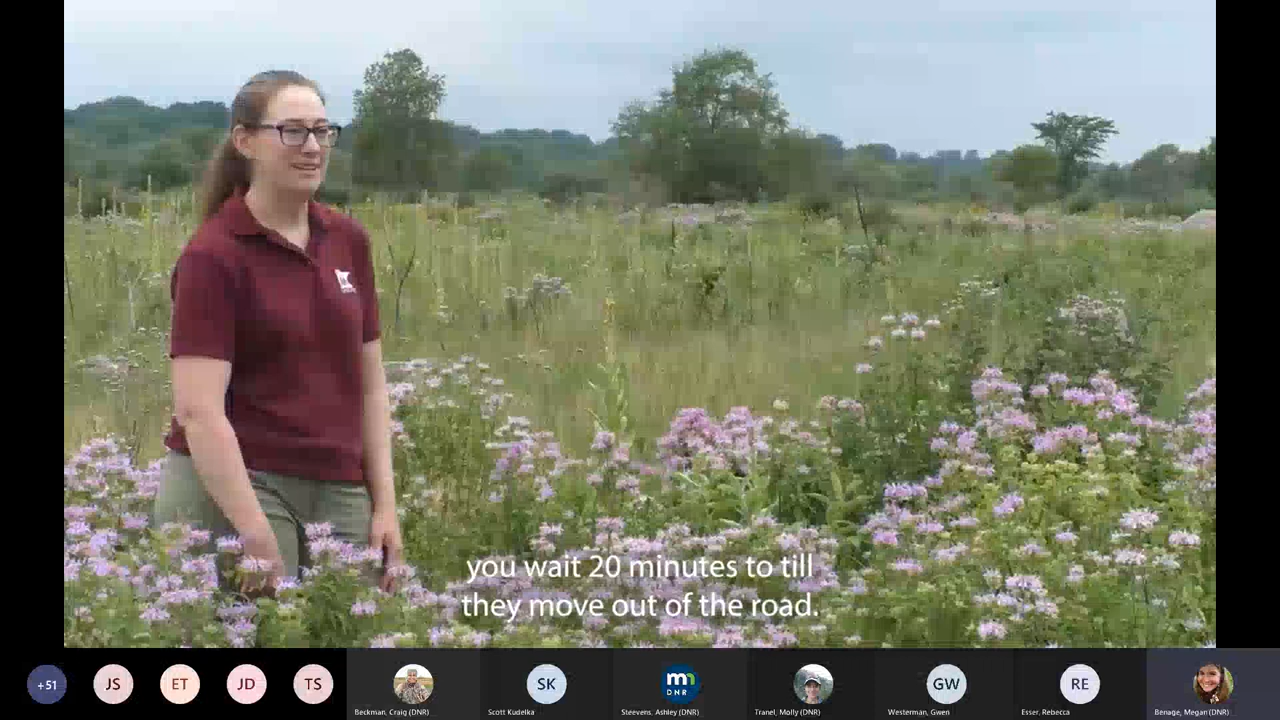 you wait 20 minutes to till
they move out of the road.
+51
JS
ET
JD
TS
Beckman, Craig (DNR)
SK
Scott Kudelka
mn
DNR
Steevens, Ashley (DNR)
Tranel, Molly (DNR)
GW
Westerman, Gwen
RE
Esser, Rebecca
Benage, Megan (DNR)